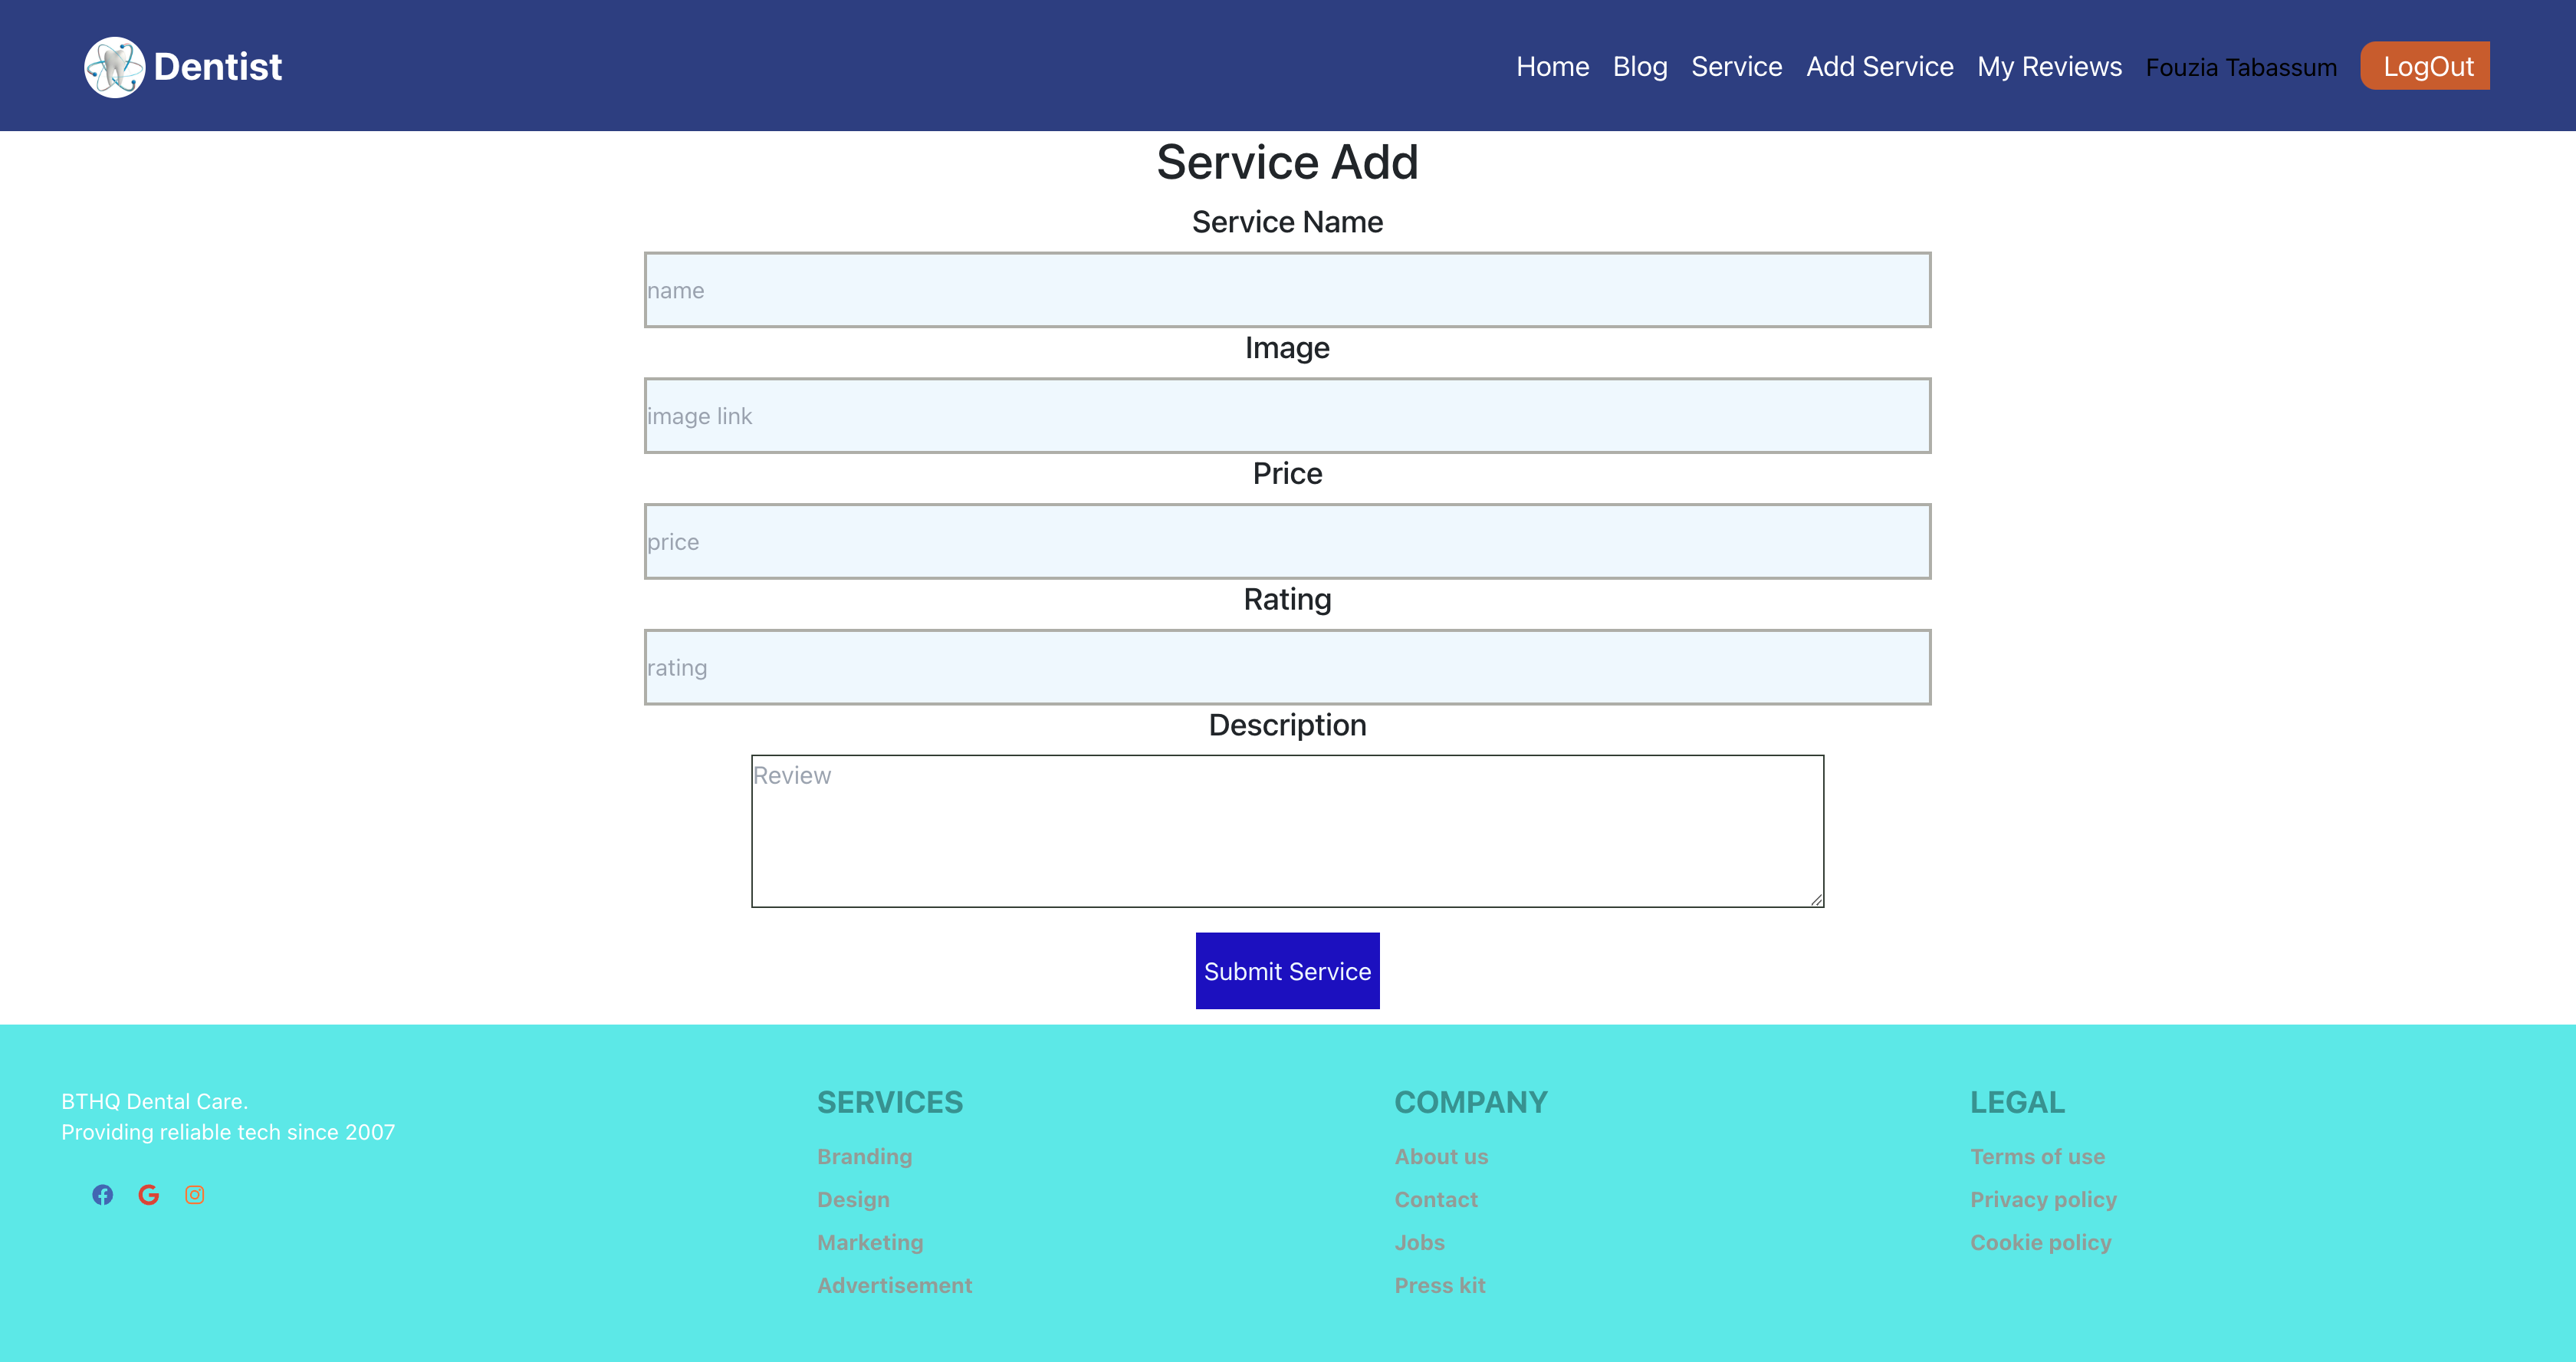 Dentist
Home Blog Service Add Service My Reviews Fouzia Tabassum LogOut
Service Add
Service Name
name
Image
image link
Price
price
Rating
rating
Description
Review
Submit Service
BTHQ Dental Care.
Providing reliable tech since 2007
SERVICES
Branding
Design
Marketing
Advertisement
COMPANY
About us
Contact
Jobs
Press kit
LEGAL
Terms of use
Privacy policy
Cookie policy